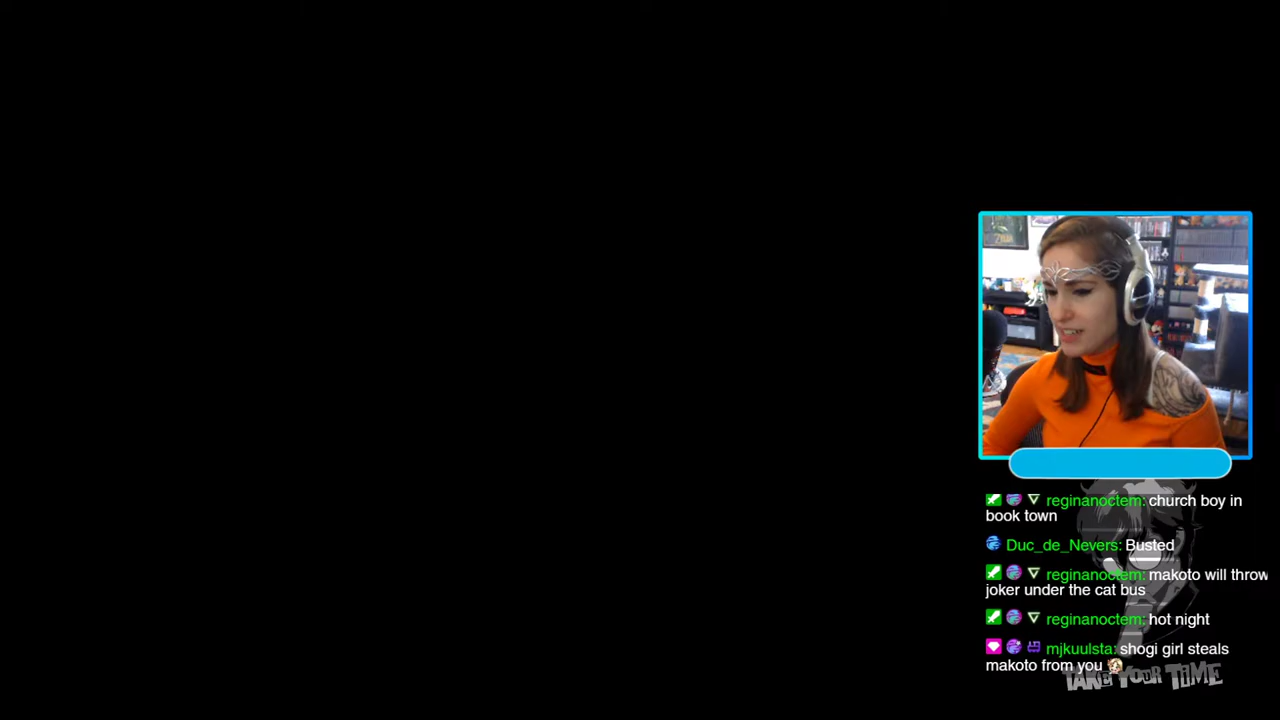 reginanoctem: church boy in
book town
Duc_de_Nevers: Busted
reginanoctem: makoto will throw
joker under the cat bus
reginanoctem: hot night
mjkuulsta: shogi girl steals
makoto from you
TAKE YOUR TIME